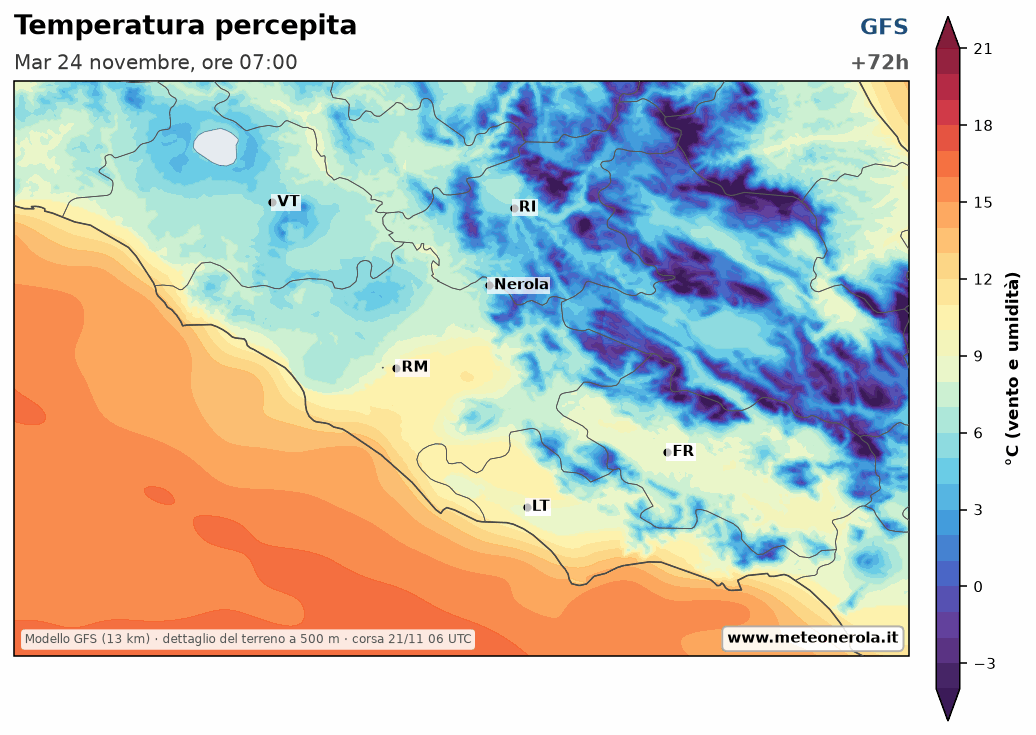 Temperatura percepita
GFS
Mar 24 novembre, ore 07:00
+72h
VT
RI
Nerola
RM
FR
LT
Modello GFS (13 km) · dettaglio del terreno a 500 m · corsa 21/11 06 UTC
www.meteonerola.it
21
18
15
12
9
6
3
0
−3
°C (vento e umidità)